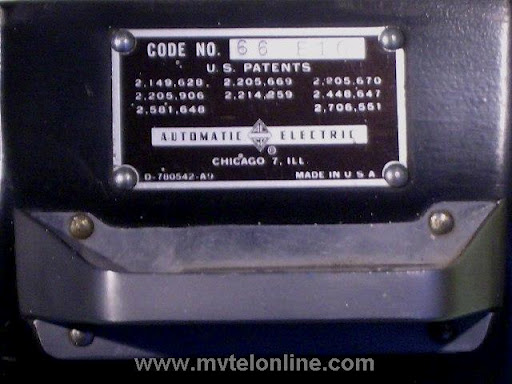 CODE NO. 66 E10
U.S. PATENTS
2,149,628 2,205,669 2,205,670
2,205,906 2,214,259 2,448,647
2,581,648 2,706,551
AUTOMATIC ELECTRIC
®
CHICAGO 7, ILL
D-780542-A9 MADE IN U S A
www.mvtelonline.com